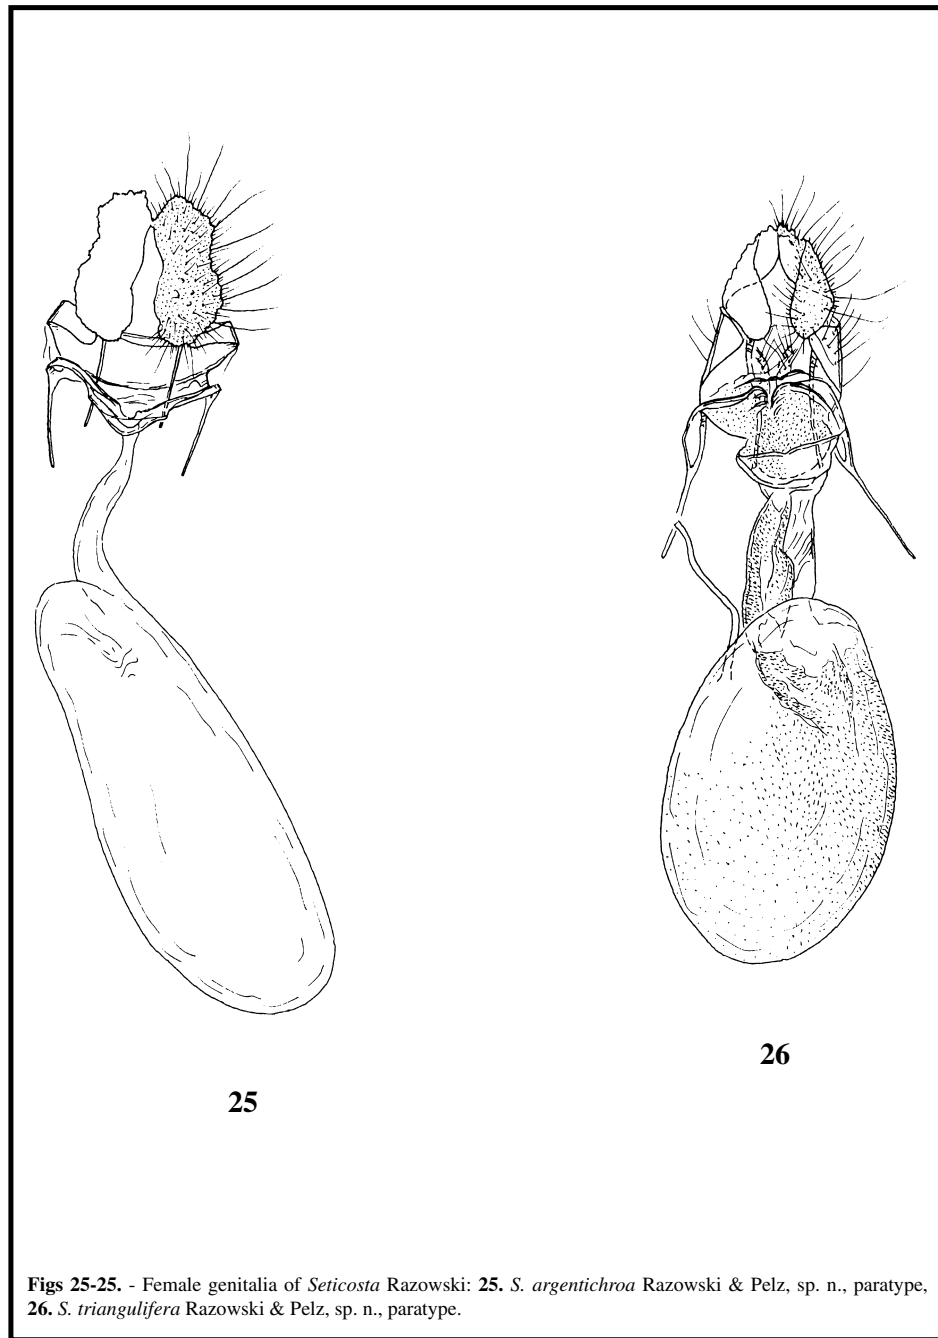 25
26
Figs 25-25. - Female genitalia of Seticosta Razowski: 25. S. argentichroa Razowski & Pelz, sp. n., paratype,
26. S. triangulifera Razowski & Pelz, sp. n., paratype.